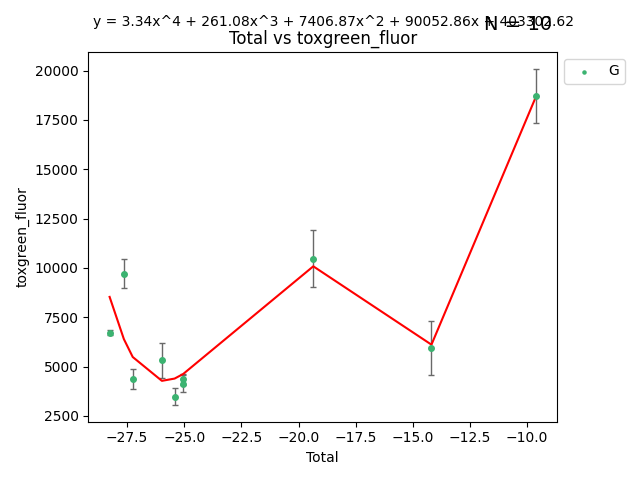 y = 3.34x^4 + 261.08x^3 + 7406.87x^2 + 90052.86x + 403302.62
N = 10
Total vs toxgreen_fluor
G
20000
17500
15000
12500
10000
7500
5000
2500
toxgreen_fluor
−27.5 −25.0 −22.5 −20.0 −17.5 −15.0 −12.5 −10.0
Total